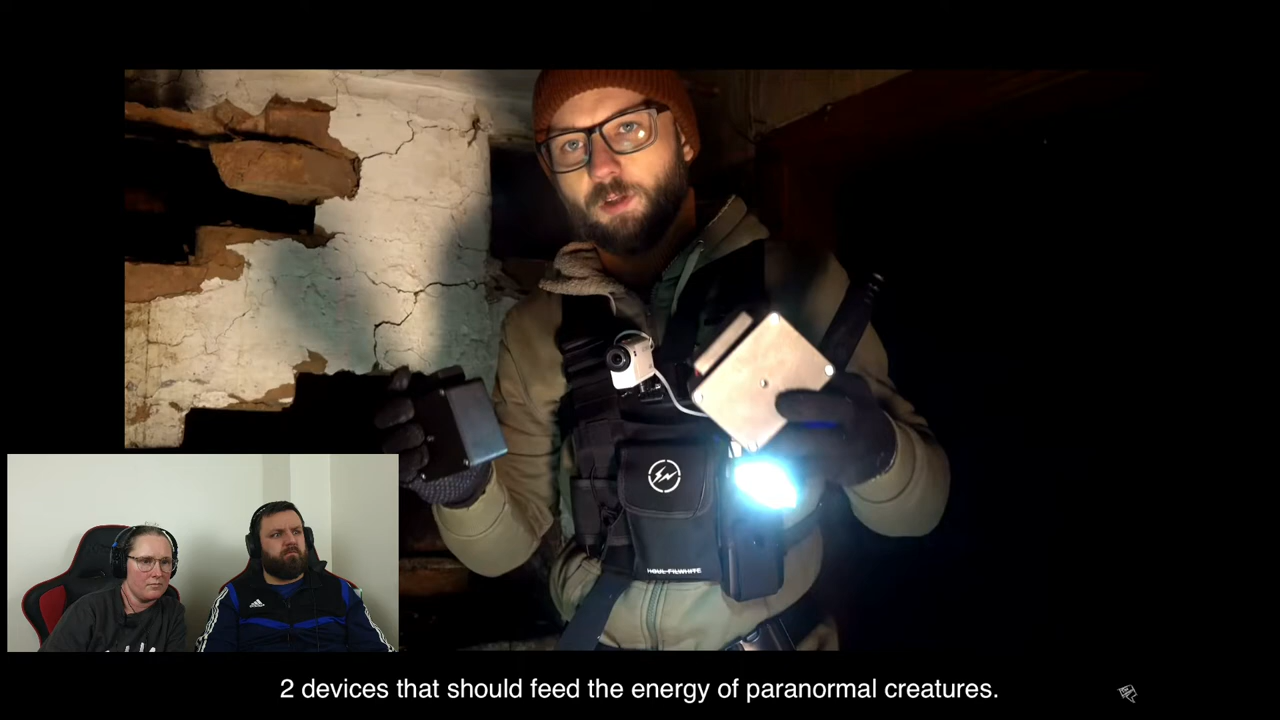 2 devices that should feed the energy of paranormal creatures.